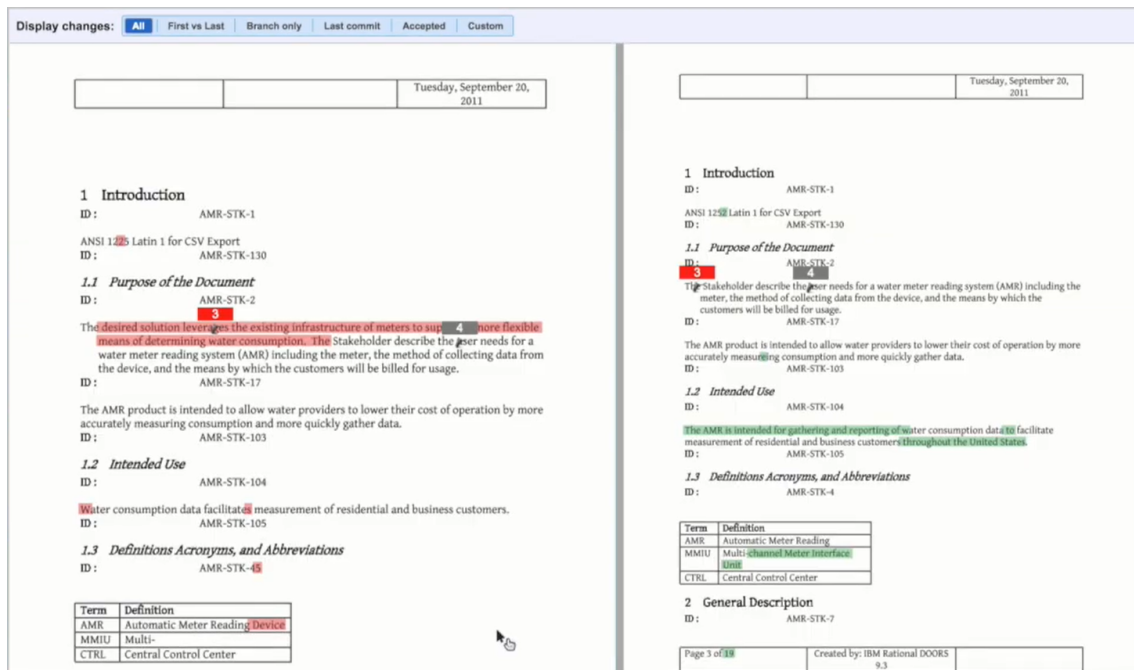 Display changes: All First vs Last Branch only Last commit Accepted Custom
Tuesday, September 20,
2011
1 Introduction
ID : AMR-STK-1
ANSI 1225 Latin 1 for CSV Export
ID : AMR-STK-130
1.1 Purpose of the Document
ID : AMR-STK-2
3
The desired solution leverages the existing infrastructure of meters to sup 4 more flexible
means of determining water consumption. The Stakeholder describe the user needs for a
water meter reading system (AMR) including the meter, the method of collecting data from
the device, and the means by which the customers will be billed for usage.
ID : AMR-STK-17
The AMR product is intended to allow water providers to lower their cost of operation by more
accurately measuring consumption and more quickly gather data.
ID : AMR-STK-103
1.2 Intended Use
ID : AMR-STK-104
Water consumption data facilitates measurement of residential and business customers.
ID : AMR-STK-105
1.3 Definitions Acronyms, and Abbreviations
ID : AMR-STK-45
Term Definition
AMR Automatic Meter Reading Device
MMIU Multi-
CTRL Central Control Center
Tuesday, September 20,
2011
1 Introduction
ID : AMR-STK-1
ANSI 1252 Latin 1 for CSV Export
ID : AMR-STK-130
1.1 Purpose of the Document
ID : AMR-STK-2
3 4
The Stakeholder describe the user needs for a water meter reading system (AMR) including the
meter, the method of collecting data from the device, and the means by which the
customers will be billed for usage.
ID : AMR-STK-17
The AMR product is intended to allow water providers to lower their cost of operation by more
accurately measureing consumption and more quickly gather data.
ID : AMR-STK-103
1.2 Intended Use
ID : AMR-STK-104
The AMR is intended for gathering and reporting of water consumption data to facilitate
measurement of residential and business customers throughout the United States.
ID : AMR-STK-105
1.3 Definitions Acronyms, and Abbreviations
ID : AMR-STK-4
Term Definition
AMR Automatic Meter Reading
MMIU Multi-channel Meter Interface
Unit
CTRL Central Control Center
2 General Description
ID : AMR-STK-7
Page 3 of 19 Created by: IBM Rational DOORS
9.3